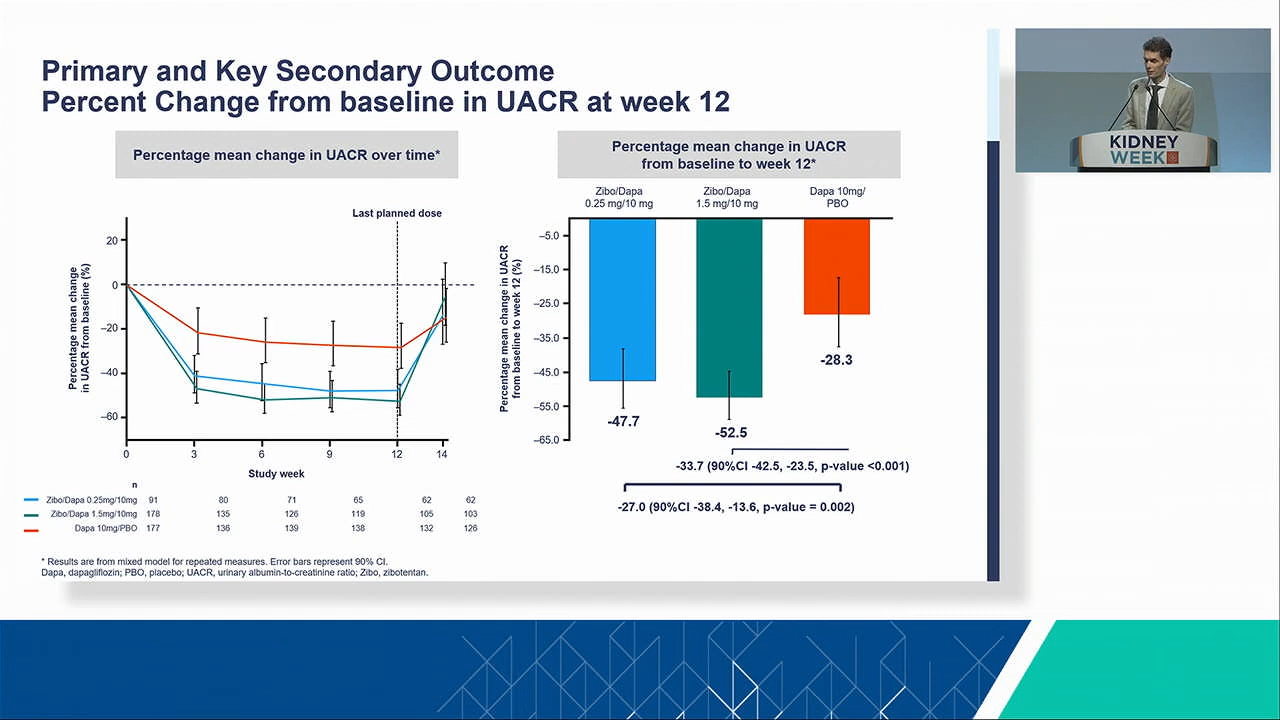 Primary and Key Secondary Outcome
Percent Change from baseline in UACR at week 12
KIDNEY
WEEK
Percentage mean change in UACR over time*
Last planned dose
Percentage mean change
in UACR from baseline (%)
20
0
–20
–40
–60
0 3 6 9 12 14
Study week
n
Zibo/Dapa 0.25mg/10mg 91 80 71 65 62 62
Zibo/Dapa 1.5mg/10mg 178 135 126 119 105 103
Dapa 10mg/PBO 177 136 139 138 132 126
Percentage mean change in UACR
from baseline to week 12*
Zibo/Dapa
0.25 mg/10 mg
Zibo/Dapa
1.5 mg/10 mg
Dapa 10mg/
PBO
Percentage mean change in UACR
from baseline to week 12 (%)
–5.0
–15.0
–25.0
–35.0
–45.0
–55.0
–65.0
-47.7
-52.5
-28.3
-33.7 (90%CI -42.5, -23.5, p-value <0.001)
-27.0 (90%CI -38.4, -13.6, p-value = 0.002)
* Results are from mixed model for repeated measures. Error bars represent 90% CI.
Dapa, dapagliflozin; PBO, placebo; UACR, urinary albumin-to-creatinine ratio; Zibo, zibotentan.